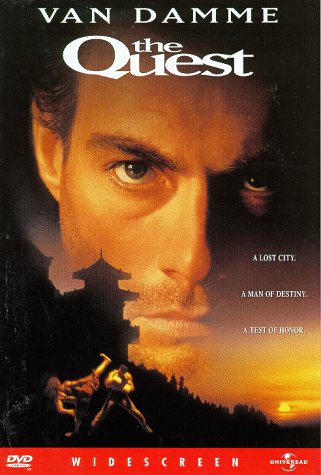 VAN DAMME
the
Quest
A LOST CITY.
A MAN OF DESTINY.
A TEST OF HONOR.
DVD
VIDEO
WIDESCREEN
UNIVERSAL